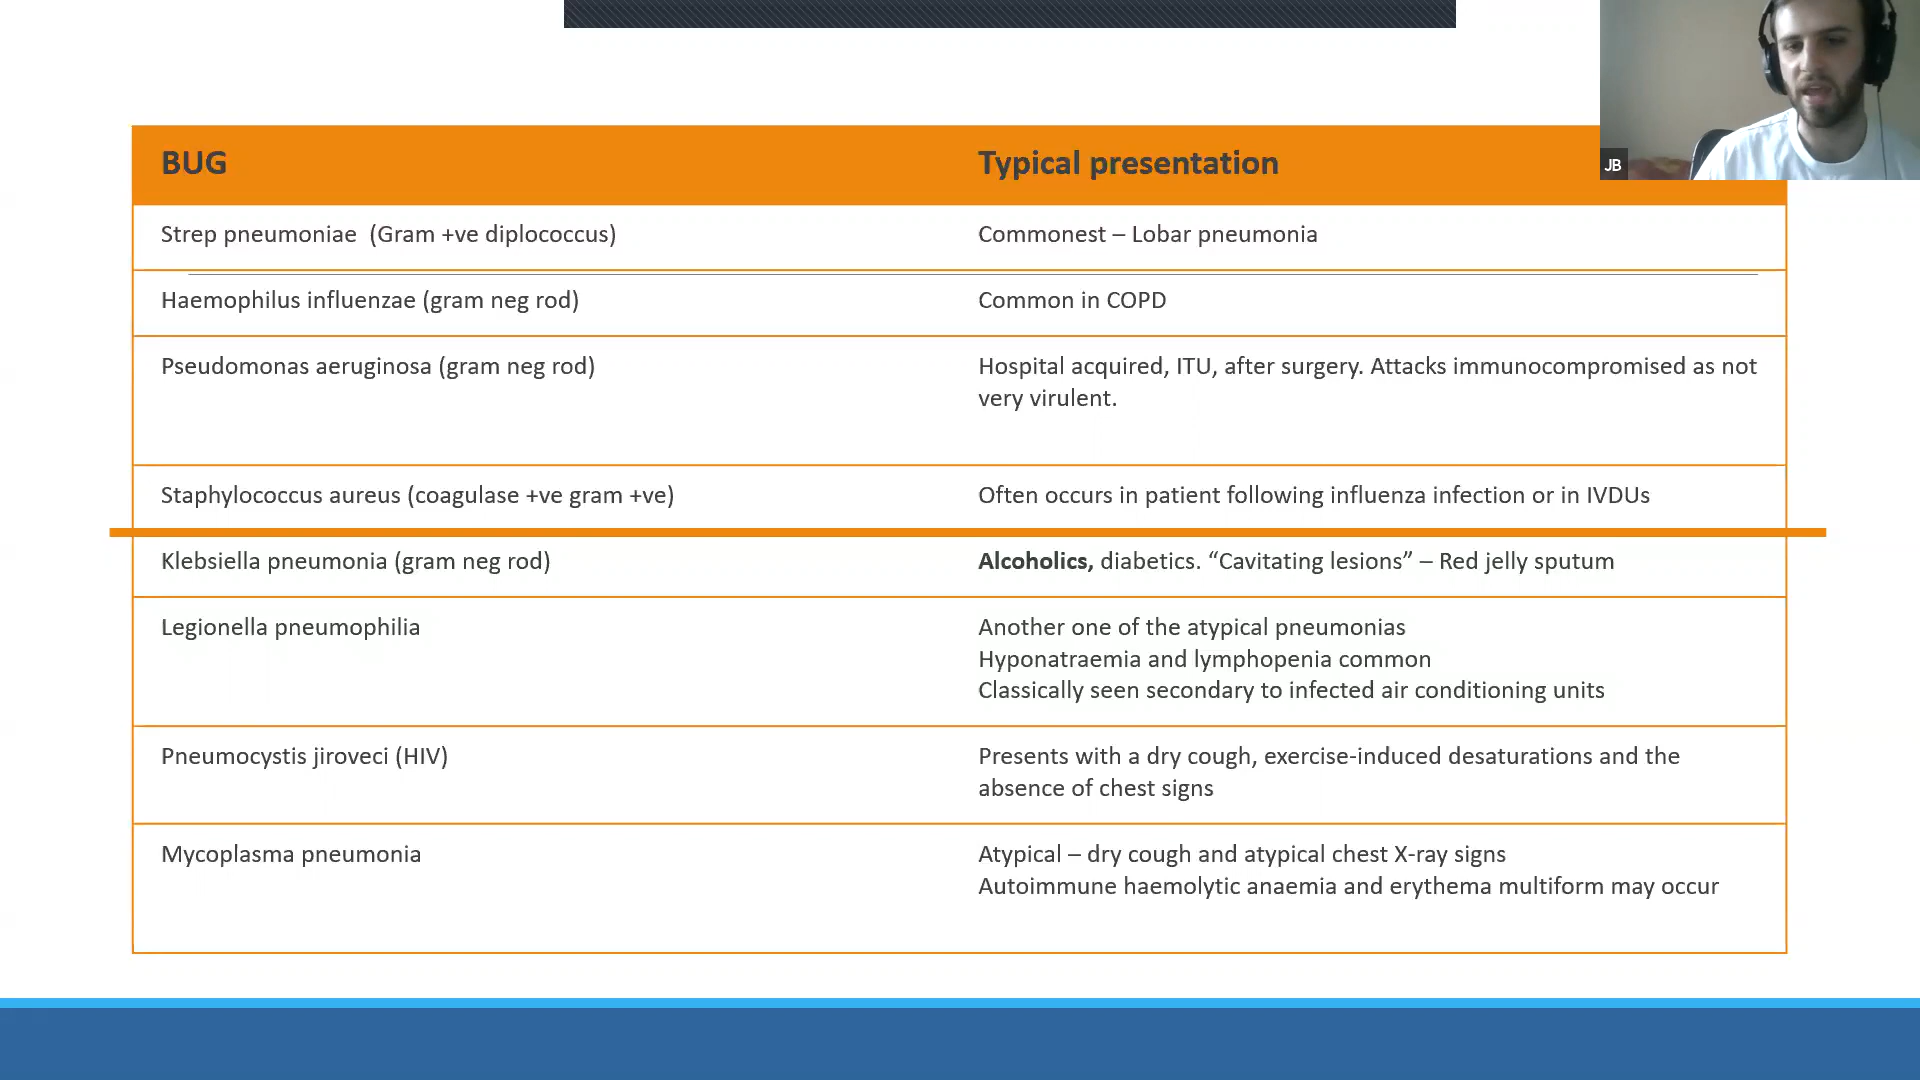 JB
BUG
Typical presentation
Strep pneumoniae (Gram +ve diplococcus)
Commonest – Lobar pneumonia
Haemophilus influenzae (gram neg rod)
Common in COPD
Pseudomonas aeruginosa (gram neg rod)
Hospital acquired, ITU, after surgery. Attacks immunocompromised as not
very virulent.
Staphylococcus aureus (coagulase +ve gram +ve)
Often occurs in patient following influenza infection or in IVDUs
Klebsiella pneumonia (gram neg rod)
Alcoholics, diabetics. “Cavitating lesions” – Red jelly sputum
Legionella pneumophilia
Another one of the atypical pneumonias
Hyponatraemia and lymphopenia common
Classically seen secondary to infected air conditioning units
Pneumocystis jiroveci (HIV)
Presents with a dry cough, exercise-induced desaturations and the
absence of chest signs
Mycoplasma pneumonia
Atypical – dry cough and atypical chest X-ray signs
Autoimmune haemolytic anaemia and erythema multiform may occur